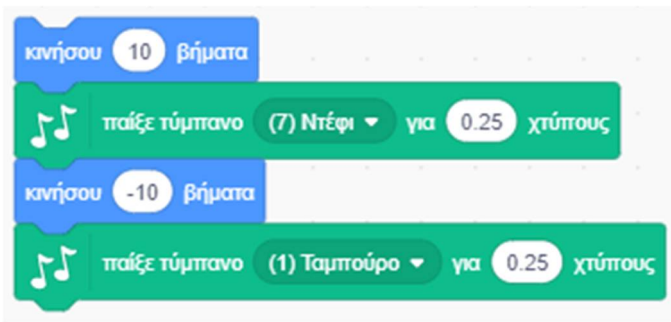 κινήσου 10 βήματα
παίξε τύμπανο (7) Ντέφι για 0.25 χτύπους
κινήσου -10 βήματα
παίξε τύμπανο (1) Ταμπούρο για 0.25 χτύπους